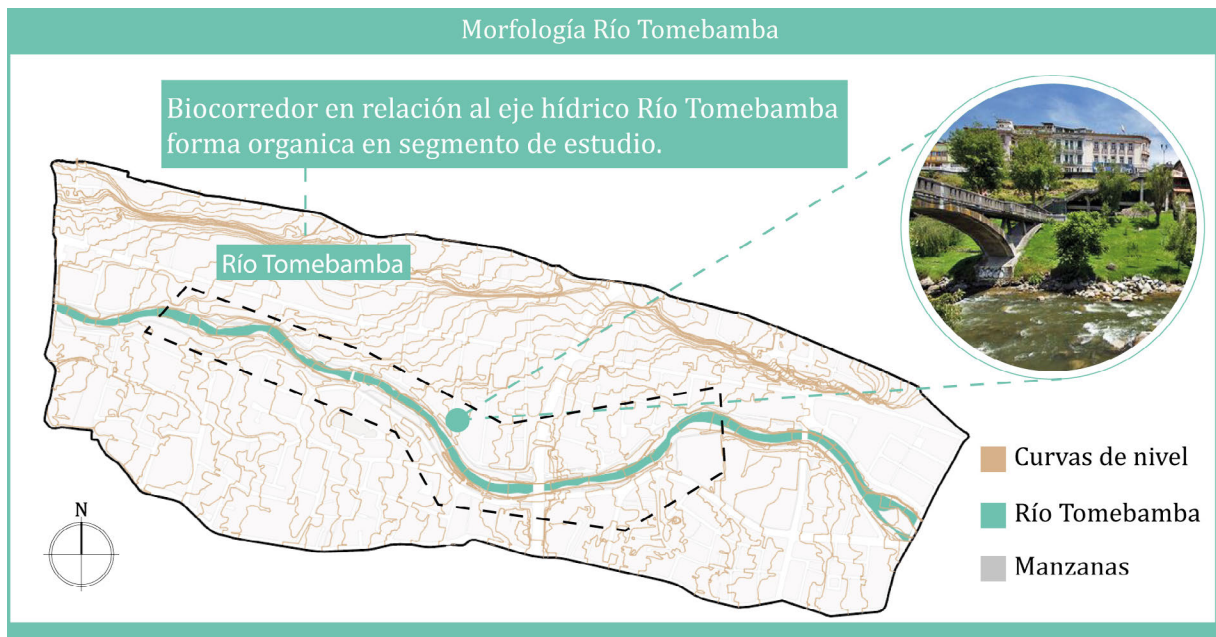 Morfología Río Tomebamba
Biocorredor en relación al eje hídrico Río Tomebamba
forma organica en segmento de estudio.
Río Tomebamba
N
Curvas de nivel
Río Tomebamba
Manzanas